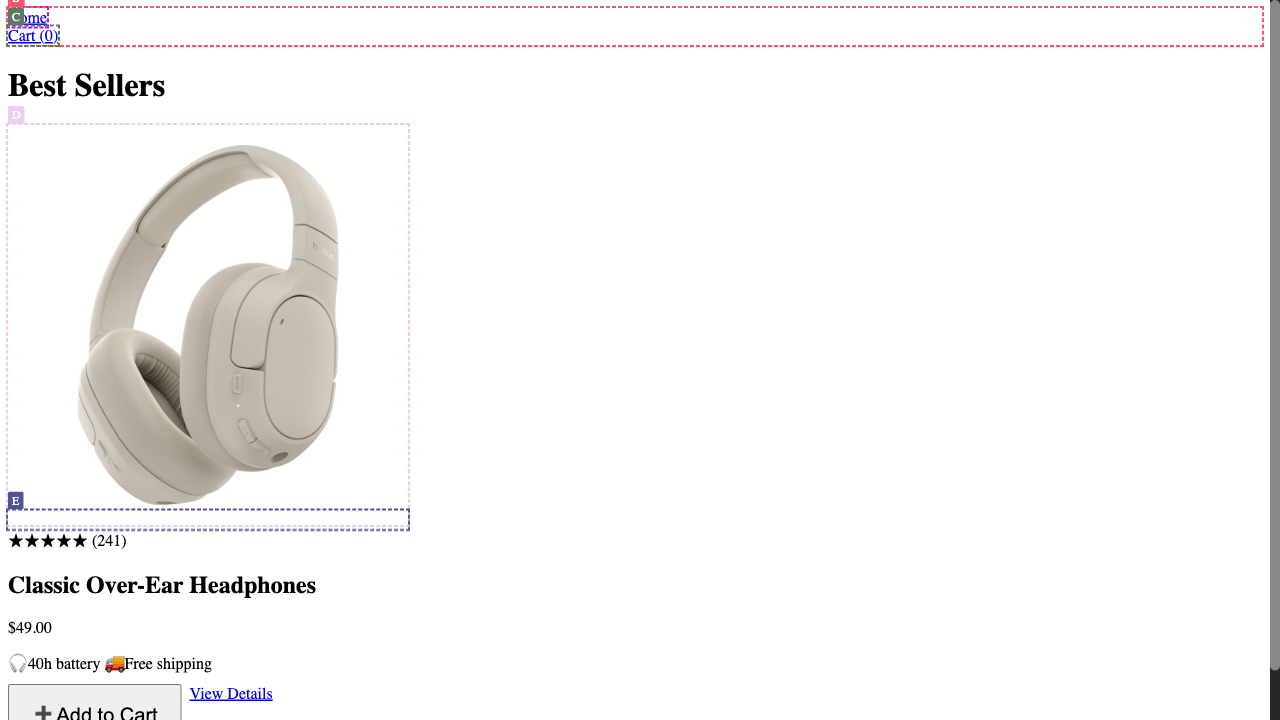 C ome
Cart (0)
Best Sellers
D
E
★★★★★ (241)
Classic Over-Ear Headphones
$49.00
🎧40h battery 🚚Free shipping
➕ Add to Cart View Details